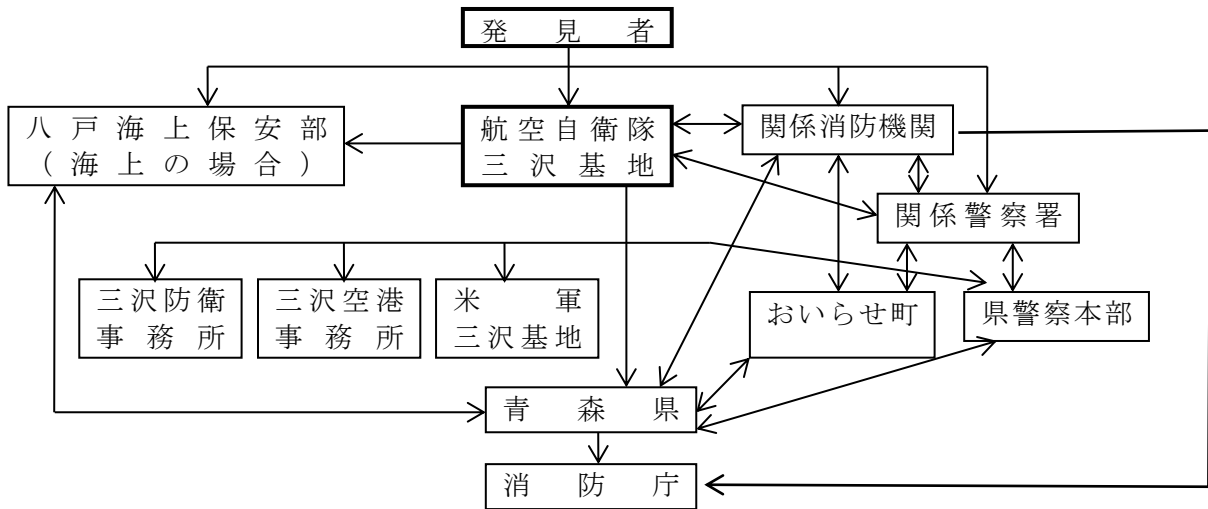 発見者
八戸海上保安部
（海上の場合）
航空自衛隊
三沢基地
関係消防機関
関係警察署
三沢防衛
事務所
三沢空港
事務所
米軍
三沢基地
おいらせ町
県警察本部
青森県
消防庁